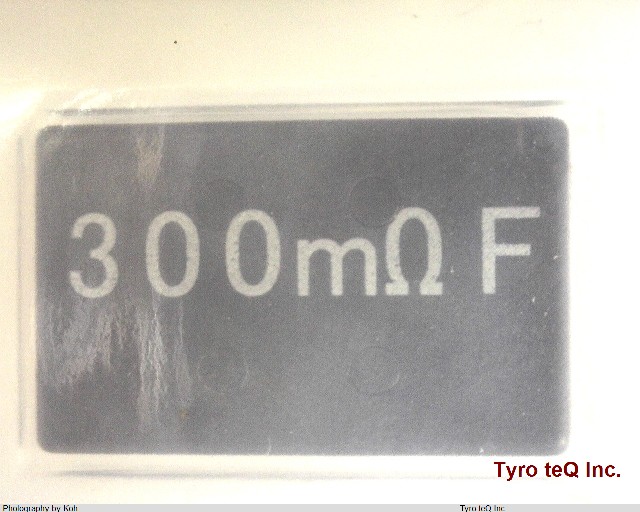 300mΩ F
Tyro teQ Inc.
Photography by Koh
Tyro teQ Inc